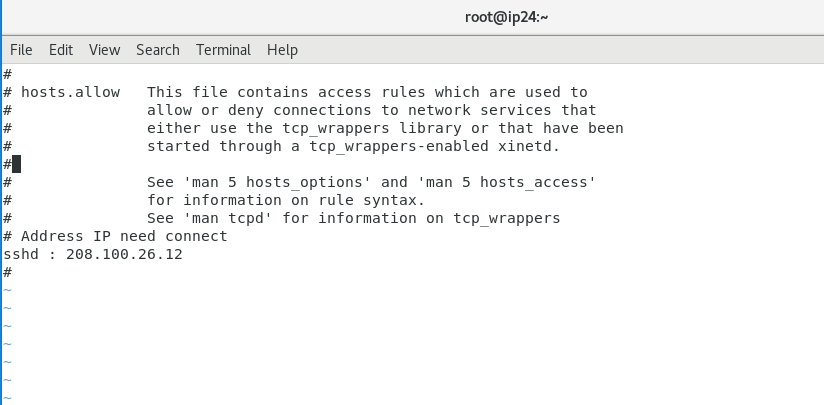 root@ip24:~
File Edit View Search Terminal Help
#
# hosts.allow   This file contains access rules which are used to
#               allow or deny connections to network services that
#               either use the tcp_wrappers library or that have been
#               started through a tcp_wrappers-enabled xinetd.
#
#               See 'man 5 hosts_options' and 'man 5 hosts_access'
#               for information on rule syntax.
#               See 'man tcpd' for information on tcp_wrappers
# Address IP need connect
sshd : 208.100.26.12
#
~
~
~
~
~
~
~